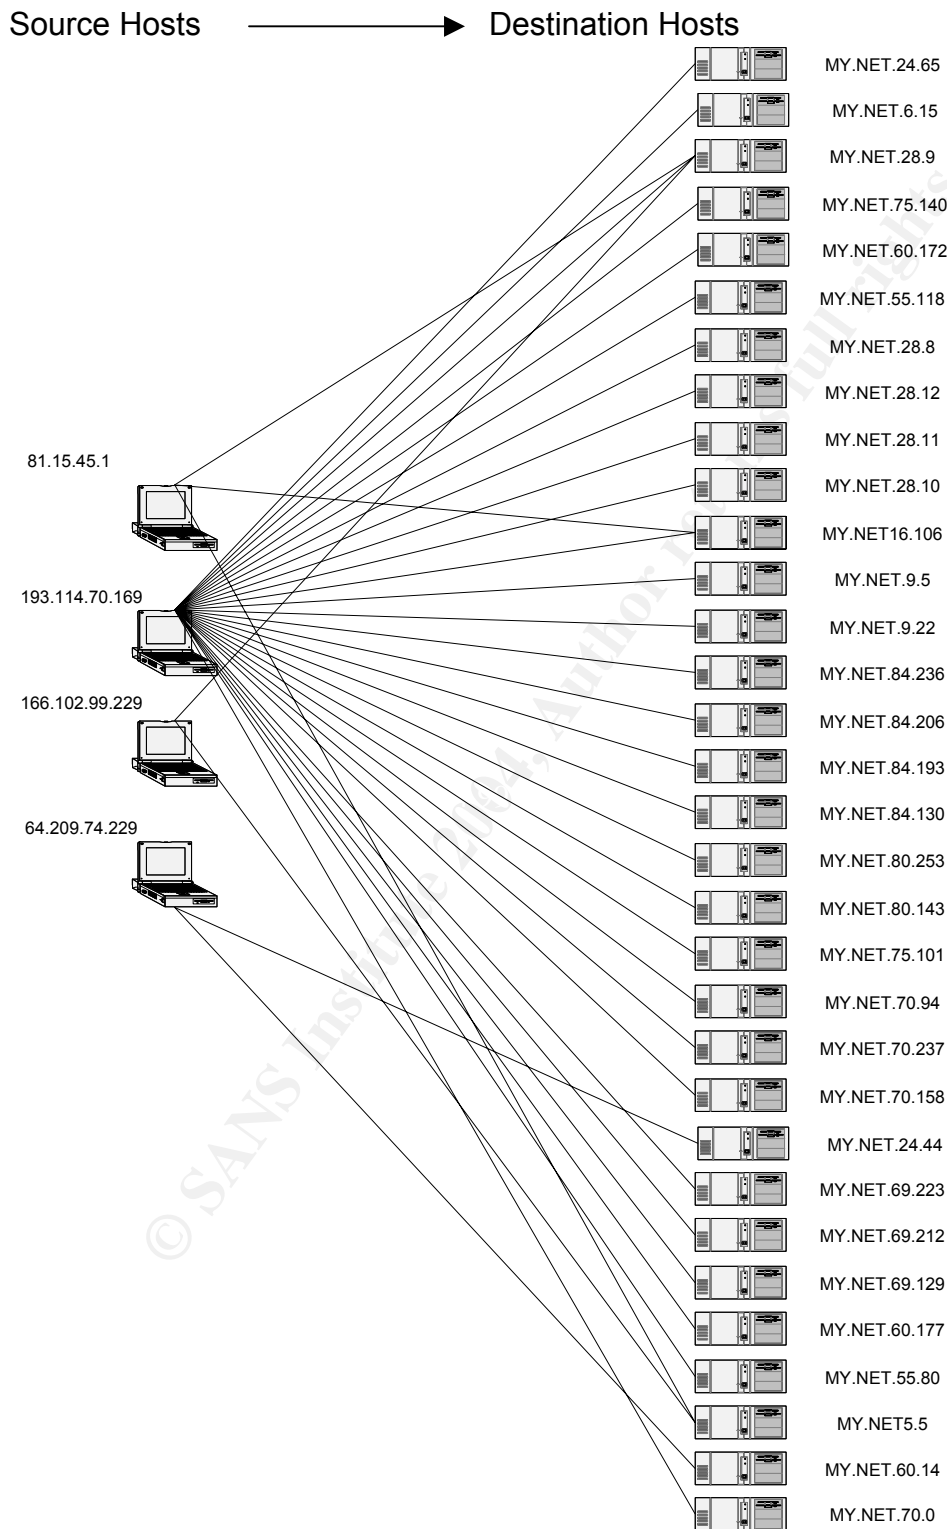 Source Hosts
Destination Hosts
MY.NET.24.65
MY.NET.6.15
MY.NET.28.9
MY.NET.75.140
MY.NET.60.172
MY.NET.55.118
MY.NET.28.8
MY.NET.28.12
MY.NET.28.11
MY.NET.28.10
MY.NET16.106
MY.NET.9.5
MY.NET.9.22
MY.NET.84.236
MY.NET.84.206
MY.NET.84.193
MY.NET.84.130
MY.NET.80.253
MY.NET.80.143
MY.NET.75.101
MY.NET.70.94
MY.NET.70.237
MY.NET.70.158
MY.NET.24.44
MY.NET.69.223
MY.NET.69.212
MY.NET.69.129
MY.NET.60.177
MY.NET.55.80
MY.NET5.5
MY.NET.60.14
MY.NET.70.0
81.15.45.1
193.114.70.169
166.102.99.229
64.209.74.229
© SANS Institute 2004, Author retains full rights